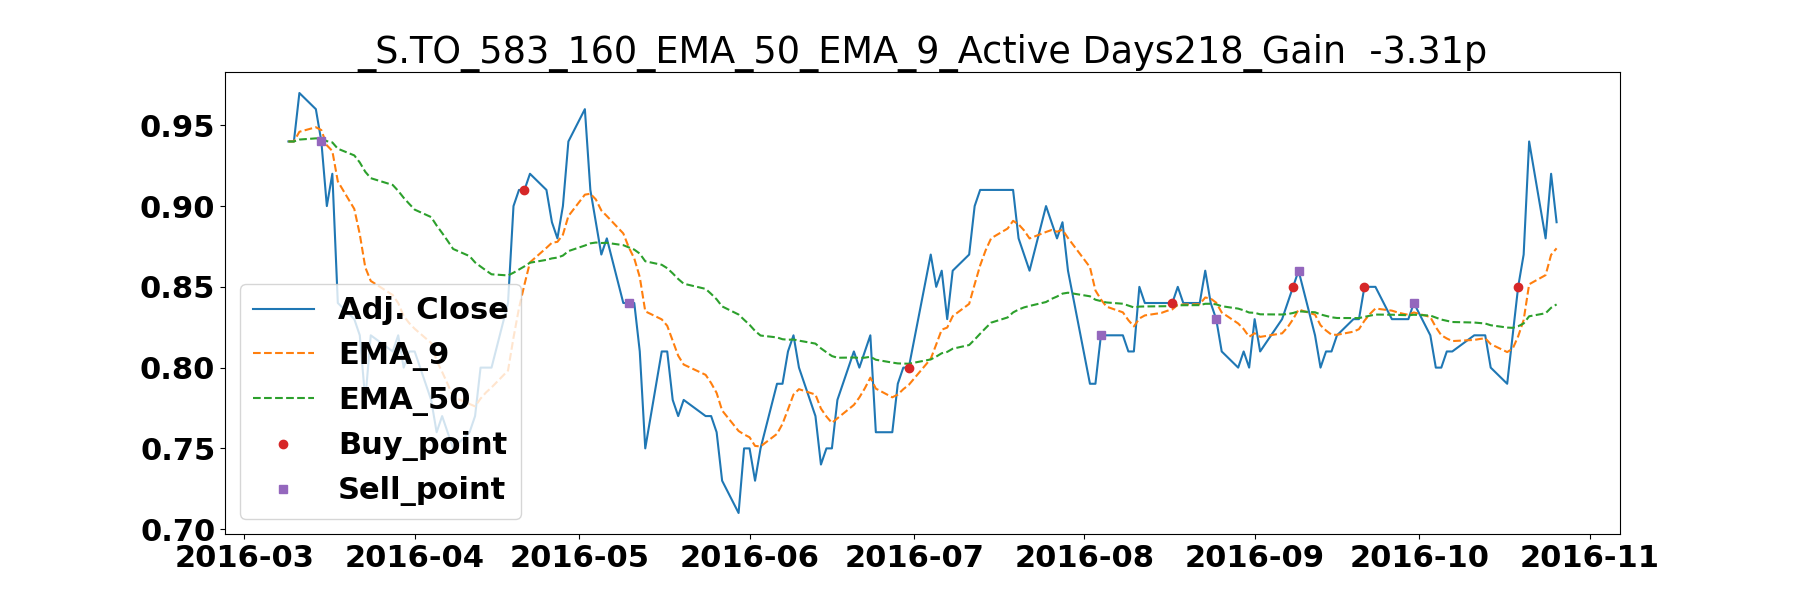 _S.TO_583_160_EMA_50_EMA_9_Active Days218_Gain  -3.31p
0.95
0.90
0.85
0.80
0.75
0.70
Adj. Close
EMA_9
EMA_50
Buy_point
Sell_point
2016-03 2016-04 2016-05 2016-06 2016-07 2016-08 2016-09 2016-10 2016-11